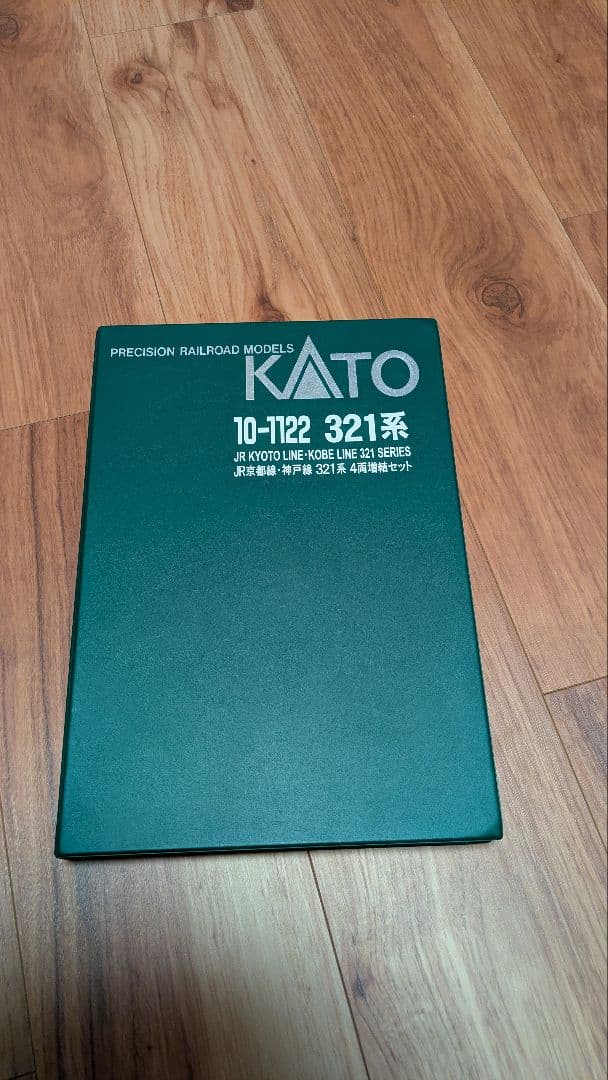 PRECISION RAILROAD MODELS
KATO
10-1122 321系
JR KYOTO LINE・KOBE LINE 321 SERIES
JR京都線・神戸線 321系 4両増結セット